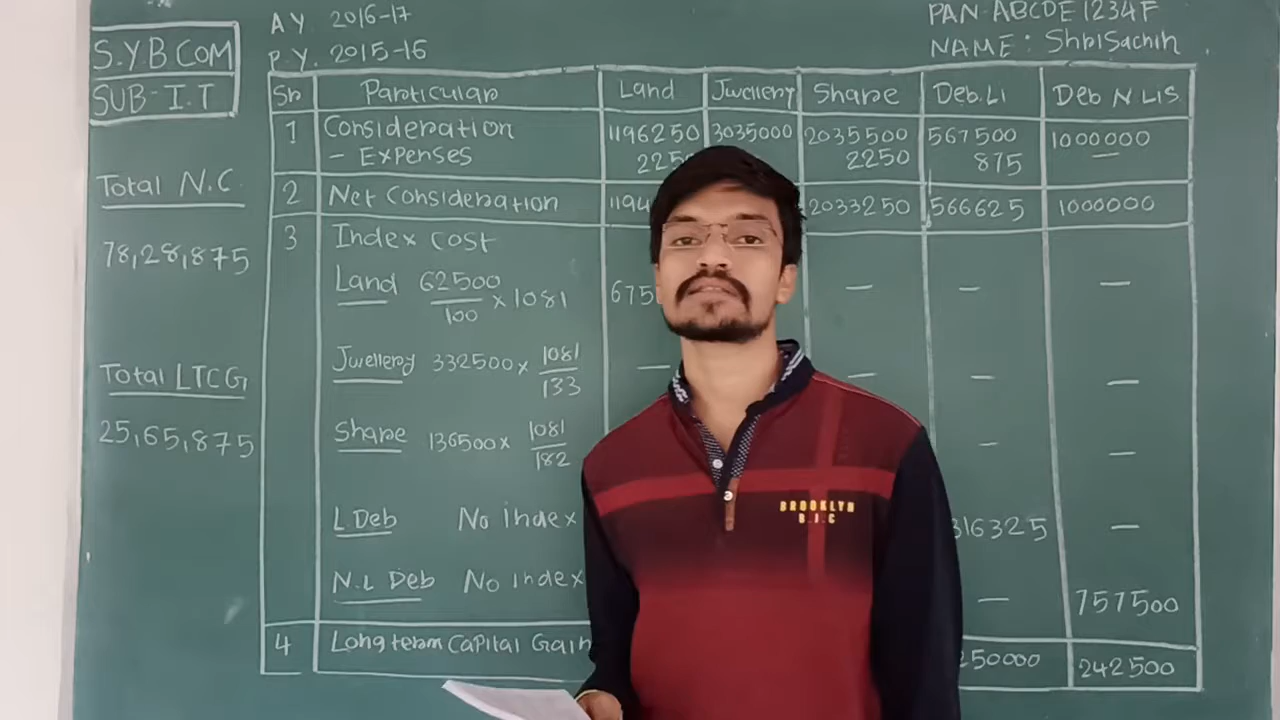 A.Y. 2016-17
P.Y. 2015-16
PAN-ABCDE1234F
NAME: ShriSachin
S.Y.B COM
SUB-I.T
Sr Particular Land Jwellery Share Deb.Li Deb N LIS
1 Consideration 1196250 3035000 2035500 567500 1000000
- Expenses 2250 2250 875 —
2 Net Consideration 2033250 566625 1000000
3 Index cost
Land 62500/100 × 1081 — — —
Jwellery 332500 × 1081/133 — — — —
Share 136500 × 1081/182 — —
L.Deb No Index 316325 —
N.L Deb No Index — 757500
4 Long term Capital Gain 250000 242500
Total N.C.
78,28,875
Total LTCG
25,65,875
BROOKLYN
B.I.C